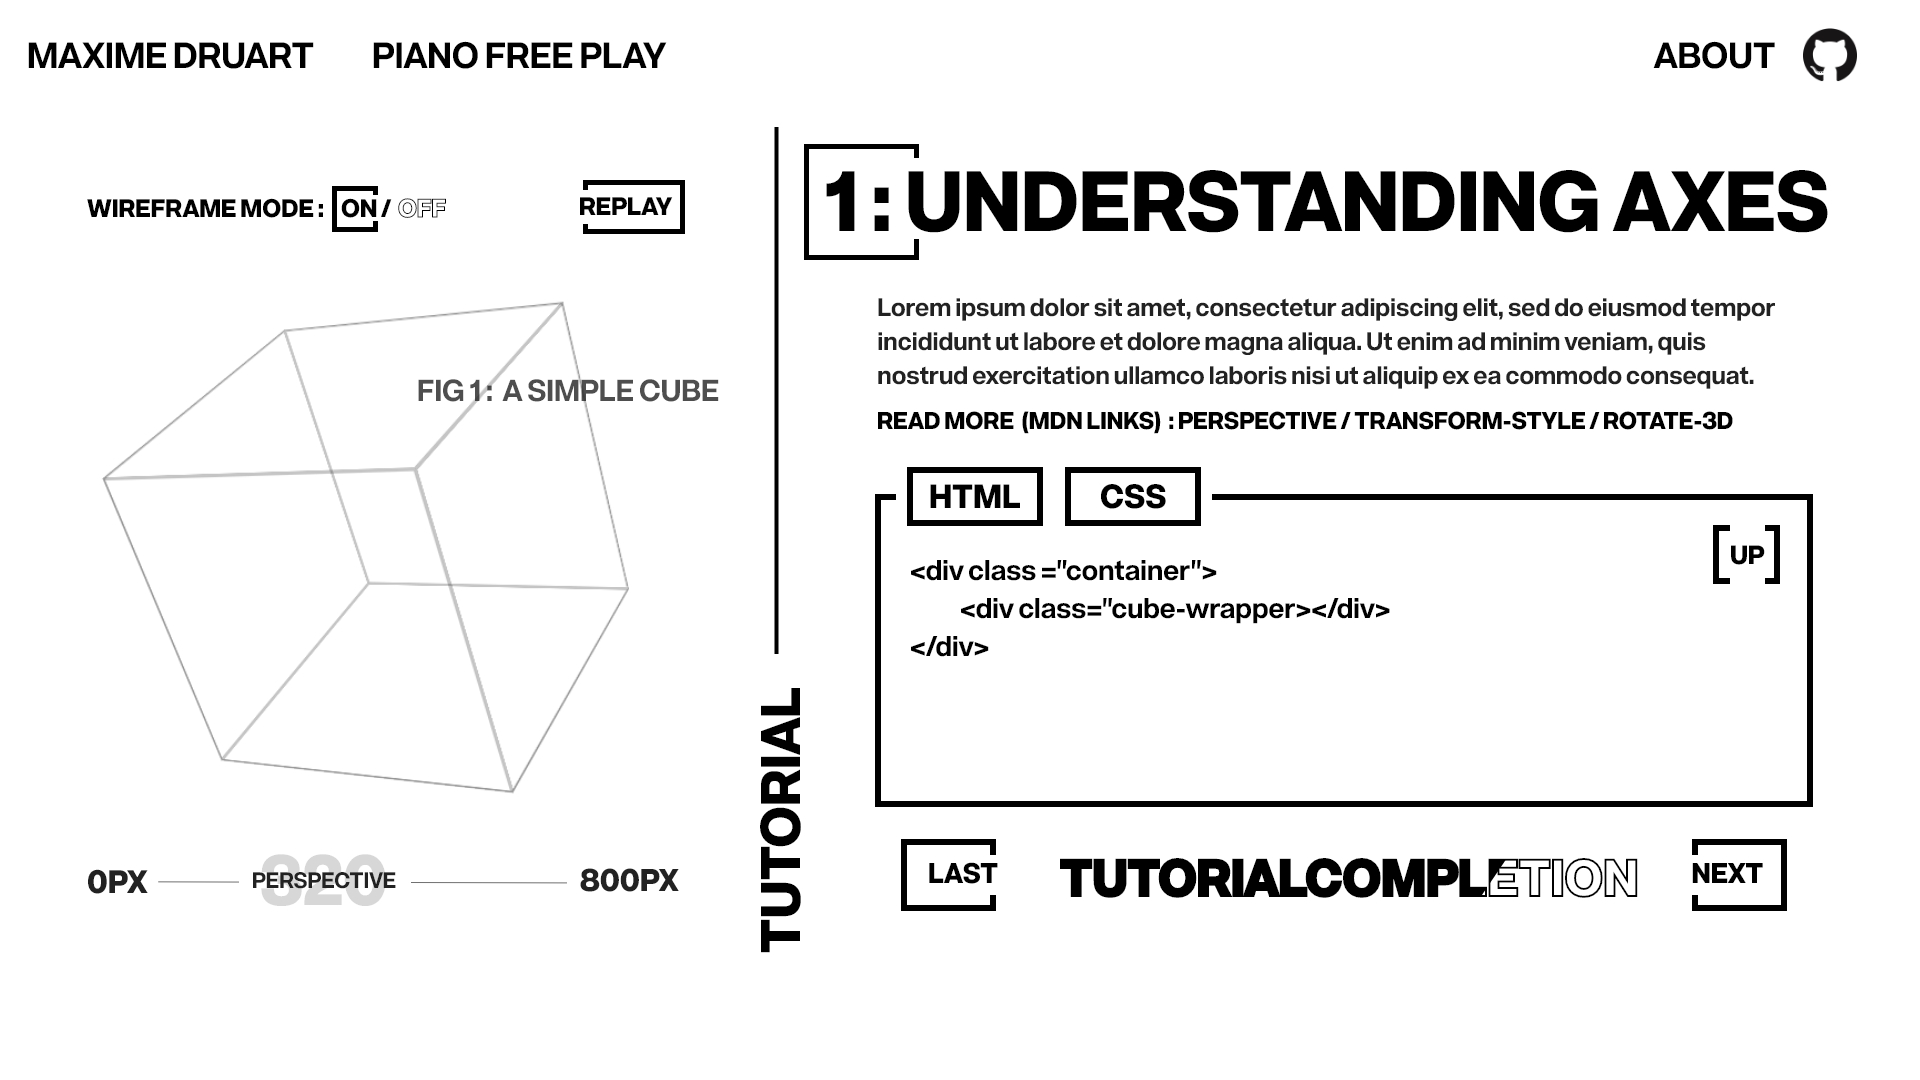 MAXIME DRUART
PIANO FREE PLAY
ABOUT
WIREFRAME MODE : ON / OFF
REPLAY
FIG 1: A SIMPLE CUBE
0PX
820
PERSPECTIVE
800PX
TUTORIAL
1: UNDERSTANDING AXES
Lorem ipsum dolor sit amet, consectetur adipiscing elit, sed do eiusmod tempor
incididunt ut labore et dolore magna aliqua. Ut enim ad minim veniam, quis
nostrud exercitation ullamco laboris nisi ut aliquip ex ea commodo consequat.
READ MORE (MDN LINKS) : PERSPECTIVE / TRANSFORM-STYLE / ROTATE-3D
HTML
CSS
UP
<div class ="container">
<div class="cube-wrapper></div>
</div>
LAST
TUTORIALCOMPLETION
NEXT